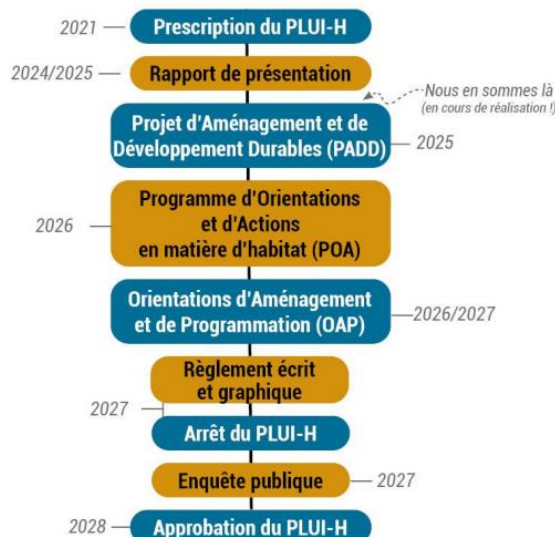 2021
Prescription du PLUI-H
2024/2025
Rapport de présentation
Nous en sommes là
(en cours de réalisation !)
Projet d'Aménagement et de
Développement Durables (PADD)
2025
Programme d'Orientations
et d'Actions
en matière d'habitat (POA)
2026
Orientations d'Aménagement
et de Programmation (OAP)
2026/2027
Règlement écrit
et graphique
2027
Arrêt du PLUI-H
Enquête publique
2027
2028
Approbation du PLUI-H